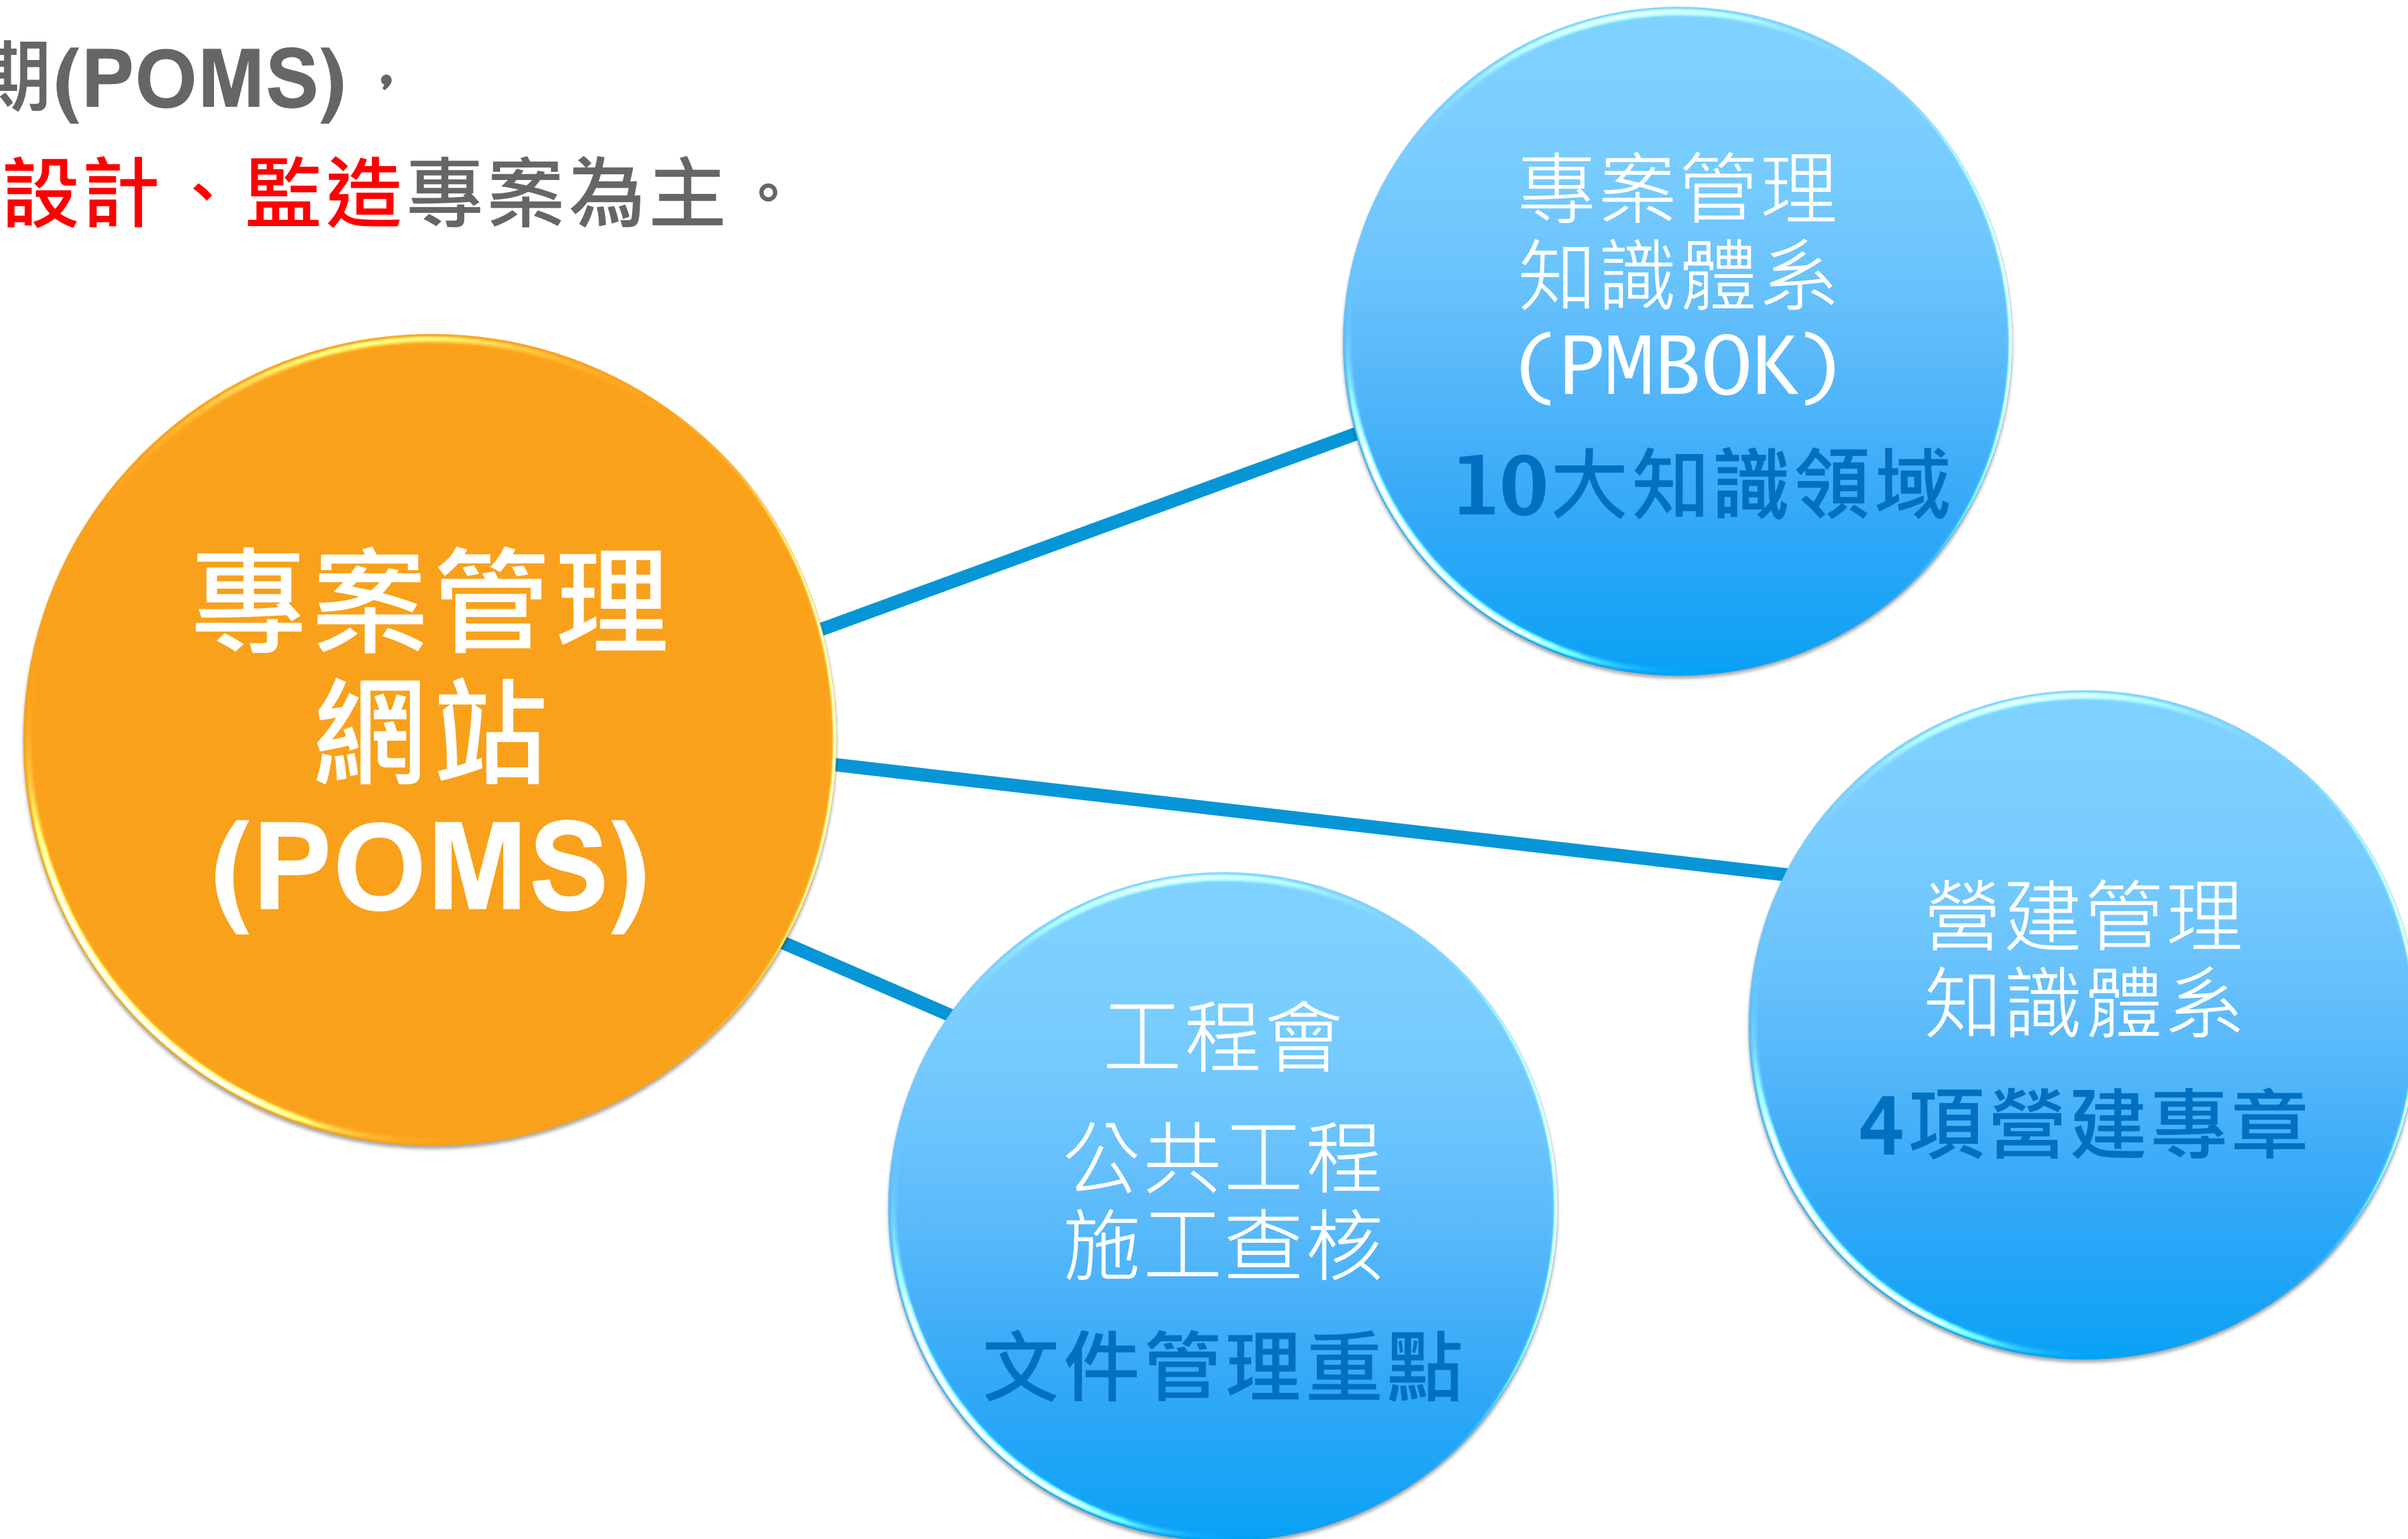 期(POMS)，
設計、監造專案為主。
專案管理
知識體系
(PMBOK)
10大知識領域
專案管理
網站
(POMS)
營建管理
知識體系
4項營建專章
工程會
公共工程
施工查核
文件管理重點